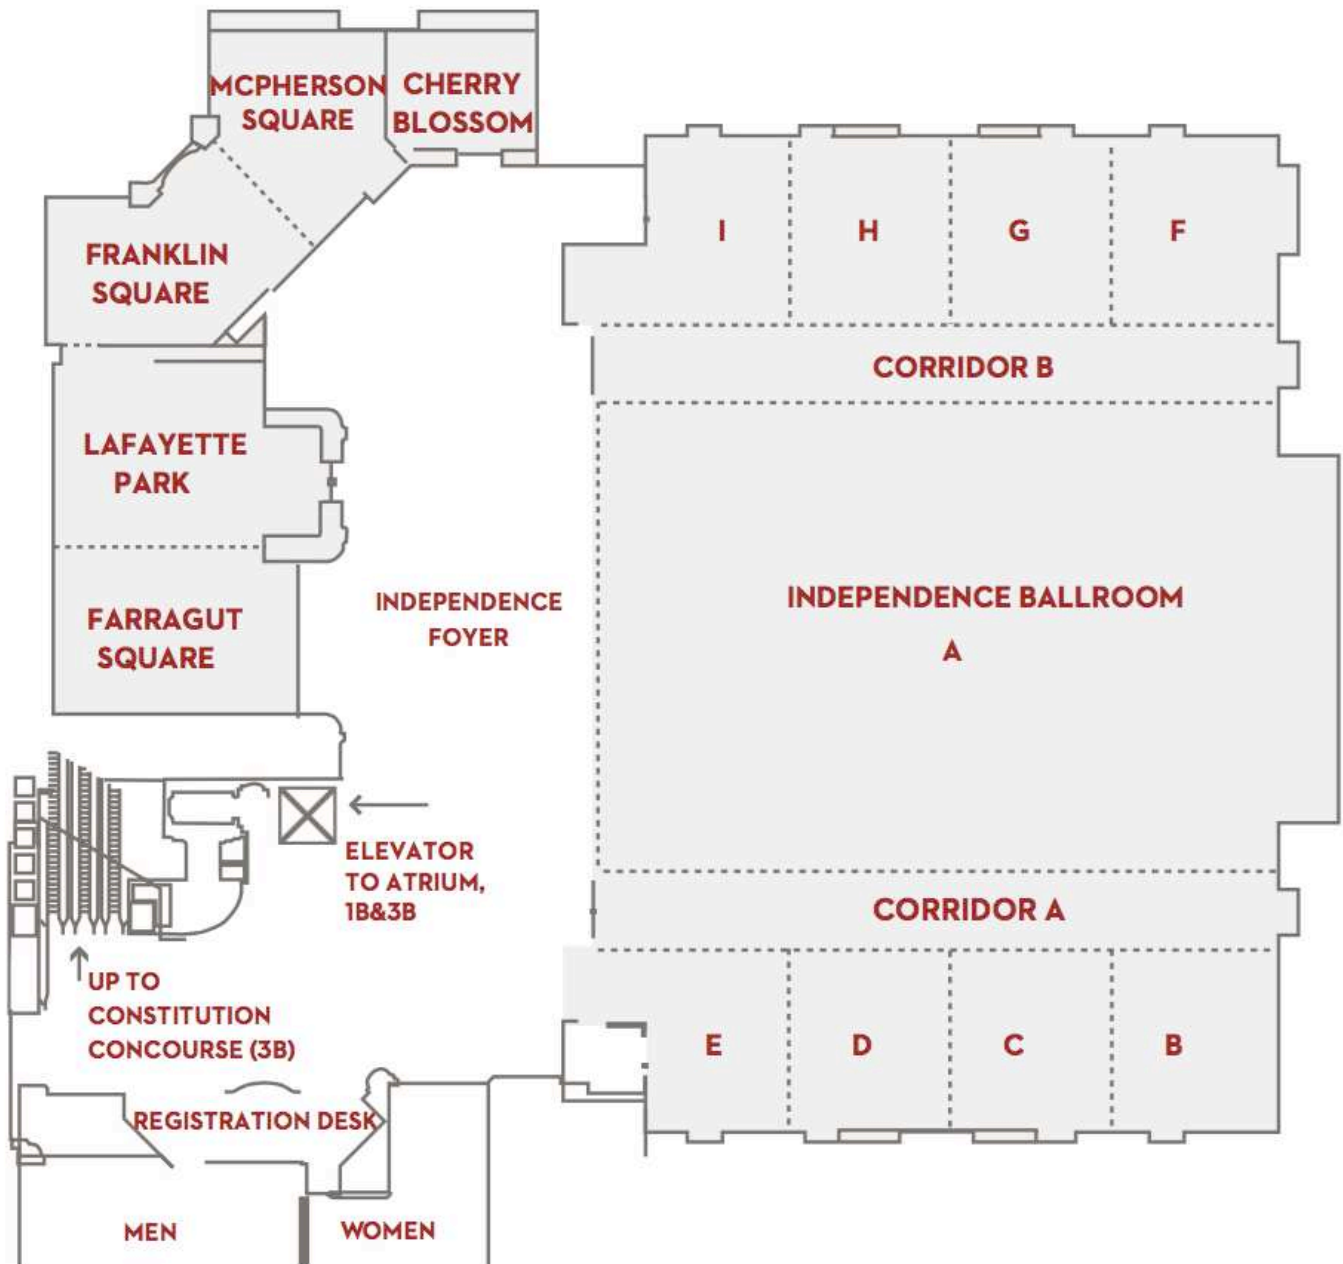 MCPHERSON
SQUARE
CHERRY
BLOSSOM
FRANKLIN
SQUARE
I
H
G
F
CORRIDOR B
LAFAYETTE
PARK
INDEPENDENCE
FOYER
INDEPENDENCE BALLROOM
A
FARRAGUT
SQUARE
ELEVATOR
TO ATRIUM,
1B&3B
CORRIDOR A
UP TO
CONSTITUTION
CONCOURSE (3B)
E
D
C
B
REGISTRATION DESK
MEN
WOMEN